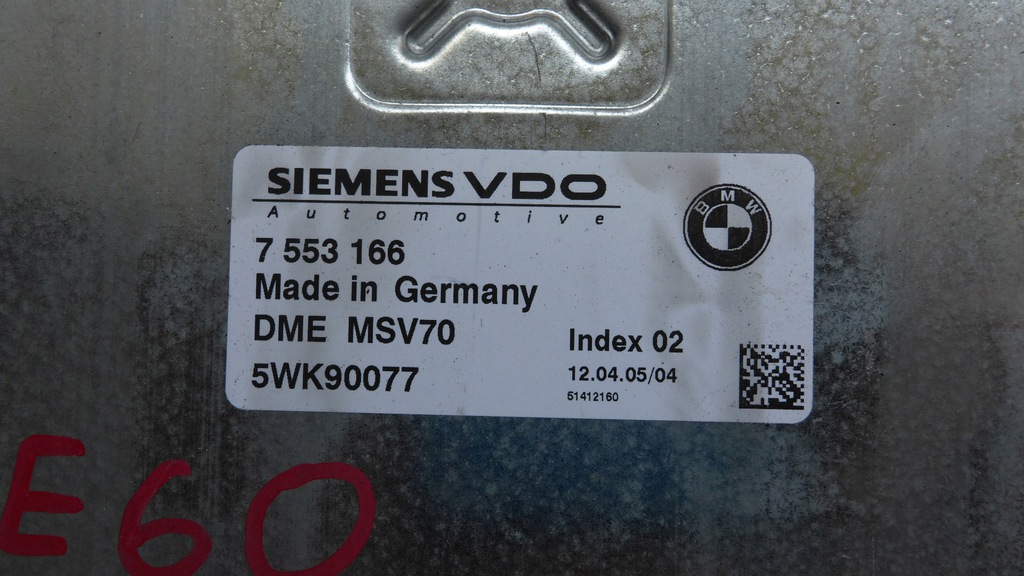 SIEMENS VDO
Automotive
BMW
7 553 166
Made in Germany
DME MSV70
Index 02
5WK90077
12.04.05/04
51412160
E60